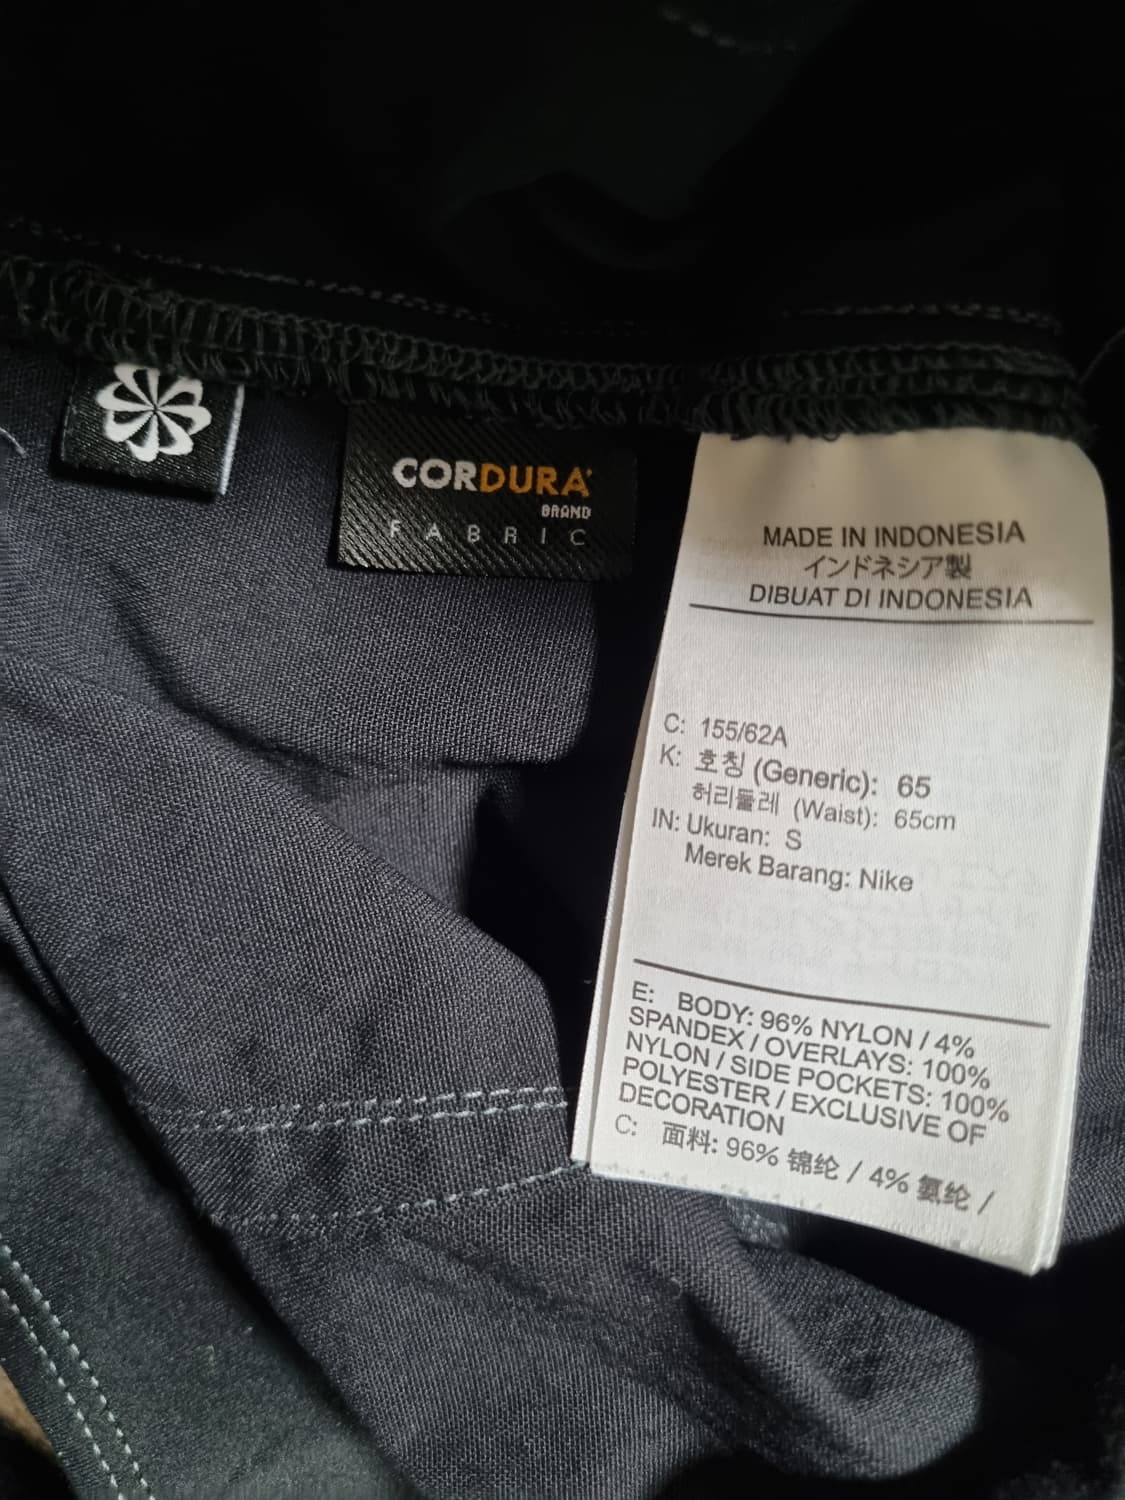 CORDURA
BRAND
FABRIC
MADE IN INDONESIA
インドネシア製
DIBUAT DI INDONESIA
C: 155/62A
K: 호칭 (Generic): 65
허리둘레 (Waist): 65cm
IN: Ukuran: S
Merek Barang: Nike
E: BODY: 96% NYLON / 4%
SPANDEX / OVERLAYS: 100%
NYLON / SIDE POCKETS: 100%
POLYESTER / EXCLUSIVE OF
DECORATION
C: 面料: 96% 锦纶 / 4% 氨纶 /